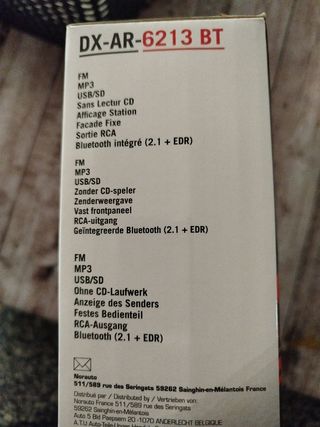 DX-AR-6213 BT
FM
MP3
USB/SD
Sans Lectur CD
Afficage Station
Facade Fixe
Sortie RCA
Bluetooth intégré (2.1 + EDR)
FM
MP3
USB/SD
Zonder CD-speler
Zenderweergave
Vast frontpaneel
RCA-uitgang
Geïntegreerde Bluetooth (2.1 + EDR)
FM
MP3
USB/SD
Ohne CD-Laufwerk
Anzeige des Senders
Festes Bedienteil
RCA-Ausgang
Bluetooth (2.1 + EDR)
Norauto
511/589 rue des Seringats 59262 Sainghin-en-Mélantois France
Distribué par / Distributed by / Vertrieben von:
Norauto 511/589 rue des Seringats
59262 Sainghin-en-Mélantois
Auto 5 Bld Paepsem 20 -1070 ANDERLECHT BELGIQUE